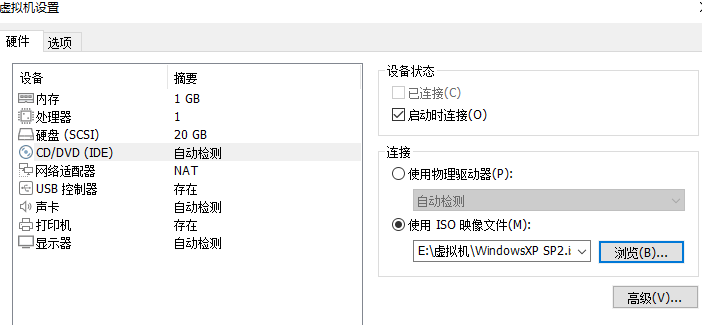 虚拟机设置
硬件 选项
设备 摘要
内存 1 GB
处理器 1
硬盘 (SCSI) 20 GB
CD/DVD (IDE) 自动检测
网络适配器 NAT
USB 控制器 存在
声卡 自动检测
打印机 存在
显示器 自动检测
设备状态
已连接(C)
启动时连接(O)
连接
使用物理驱动器(P):
自动检测
使用 ISO 映像文件(M):
E:\虚拟机\WindowsXP SP2.i 浏览(B)...
高级(V)...